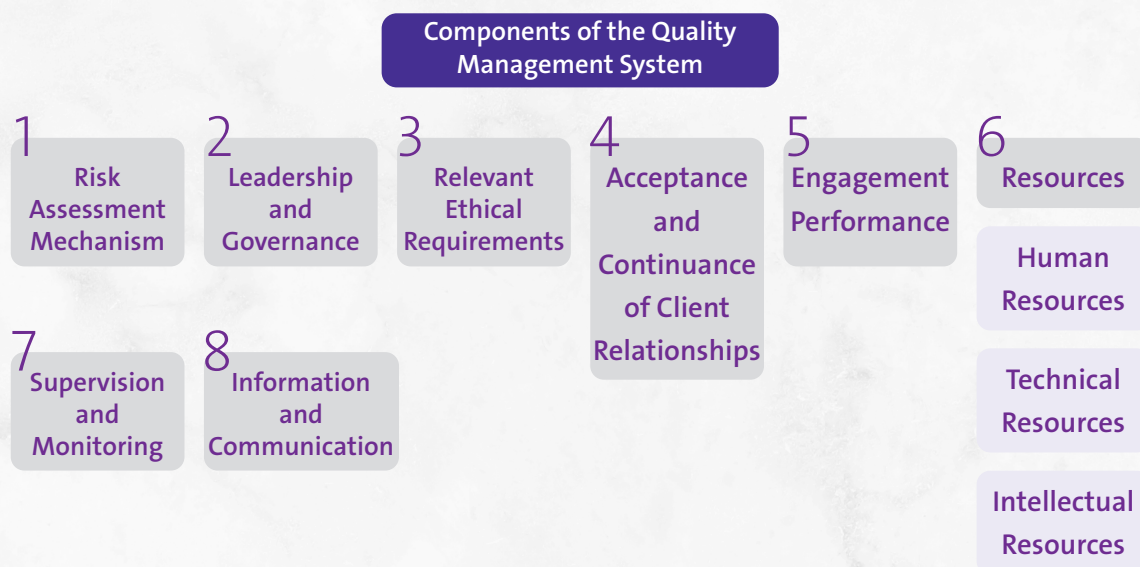 Components of the Quality
Management System
1
Risk
Assessment
Mechanism
2
Leadership
and
Governance
3
Relevant
Ethical
Requirements
4
Acceptance
and
Continuance
of Client
Relationships
5
Engagement
Performance
6
Resources
Human
Resources
Technical
Resources
Intellectual
Resources
7
Supervision
and
Monitoring
8
Information
and
Communication